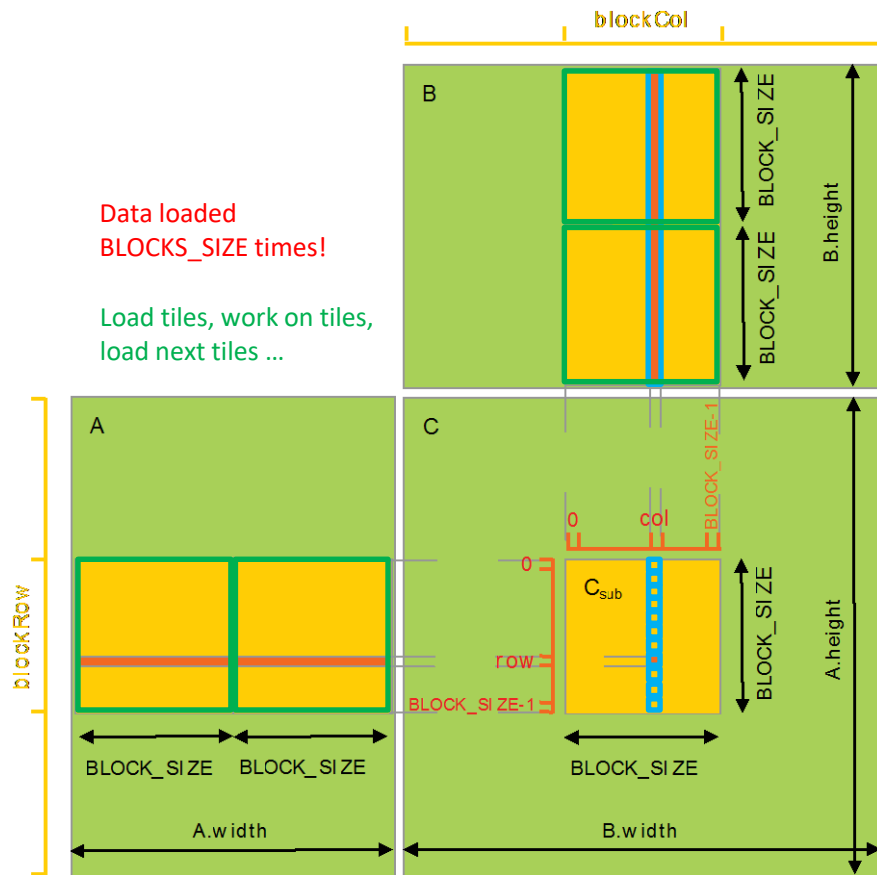 blockCol
B
BLOCK_SIZE
BLOCK_SIZE
B.height
Data loaded
BLOCKS_SIZE times!
Load tiles, work on tiles,
load next tiles ...
A
C
BLOCK_SIZE-1
0
col
0
row
BLOCK_SIZE-1
Csub
BLOCK_SIZE
A.height
blockRow
BLOCK_SIZE
BLOCK_SIZE
BLOCK_SIZE
A.width
B.width